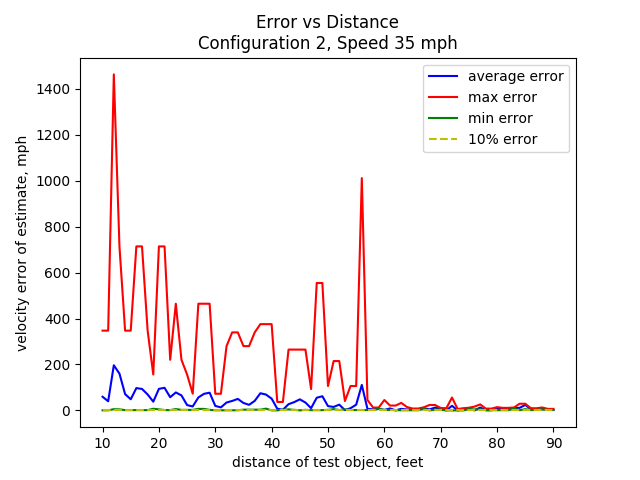 Error vs Distance
Configuration 2, Speed 35 mph
average error
max error
min error
10% error
velocity error of estimate, mph
1400
1200
1000
800
600
400
200
0
10 20 30 40 50 60 70 80 90
distance of test object, feet